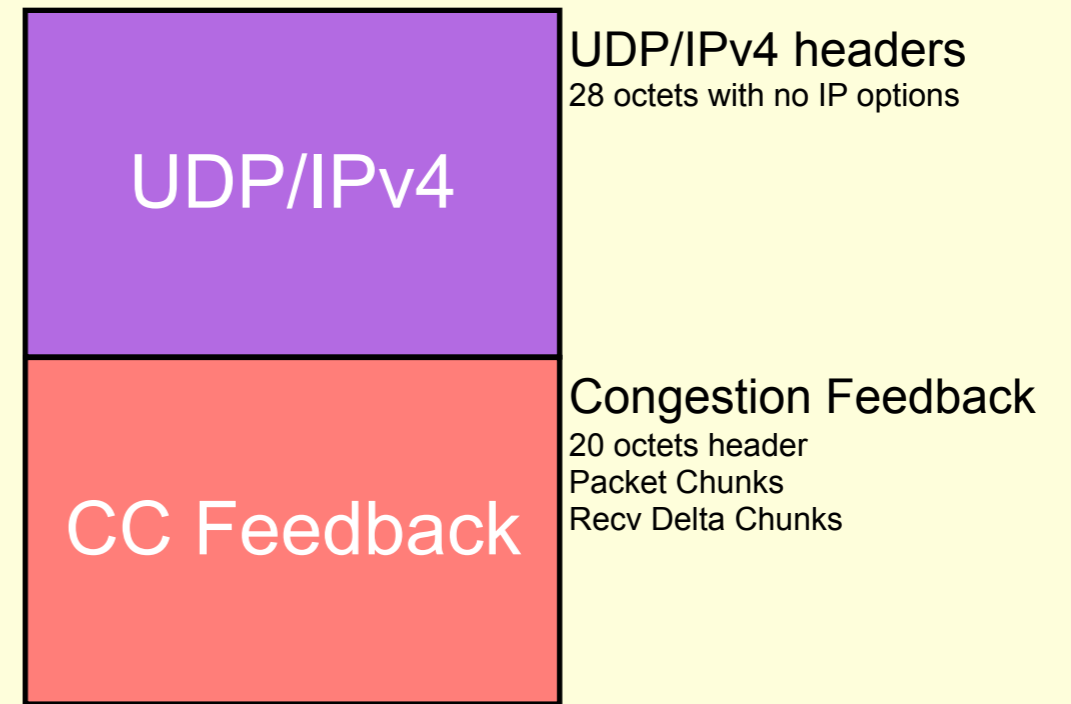 UDP/IPv4
UDP/IPv4 headers
28 octets with no IP options
CC Feedback
Congestion Feedback
20 octets header
Packet Chunks
Recv Delta Chunks